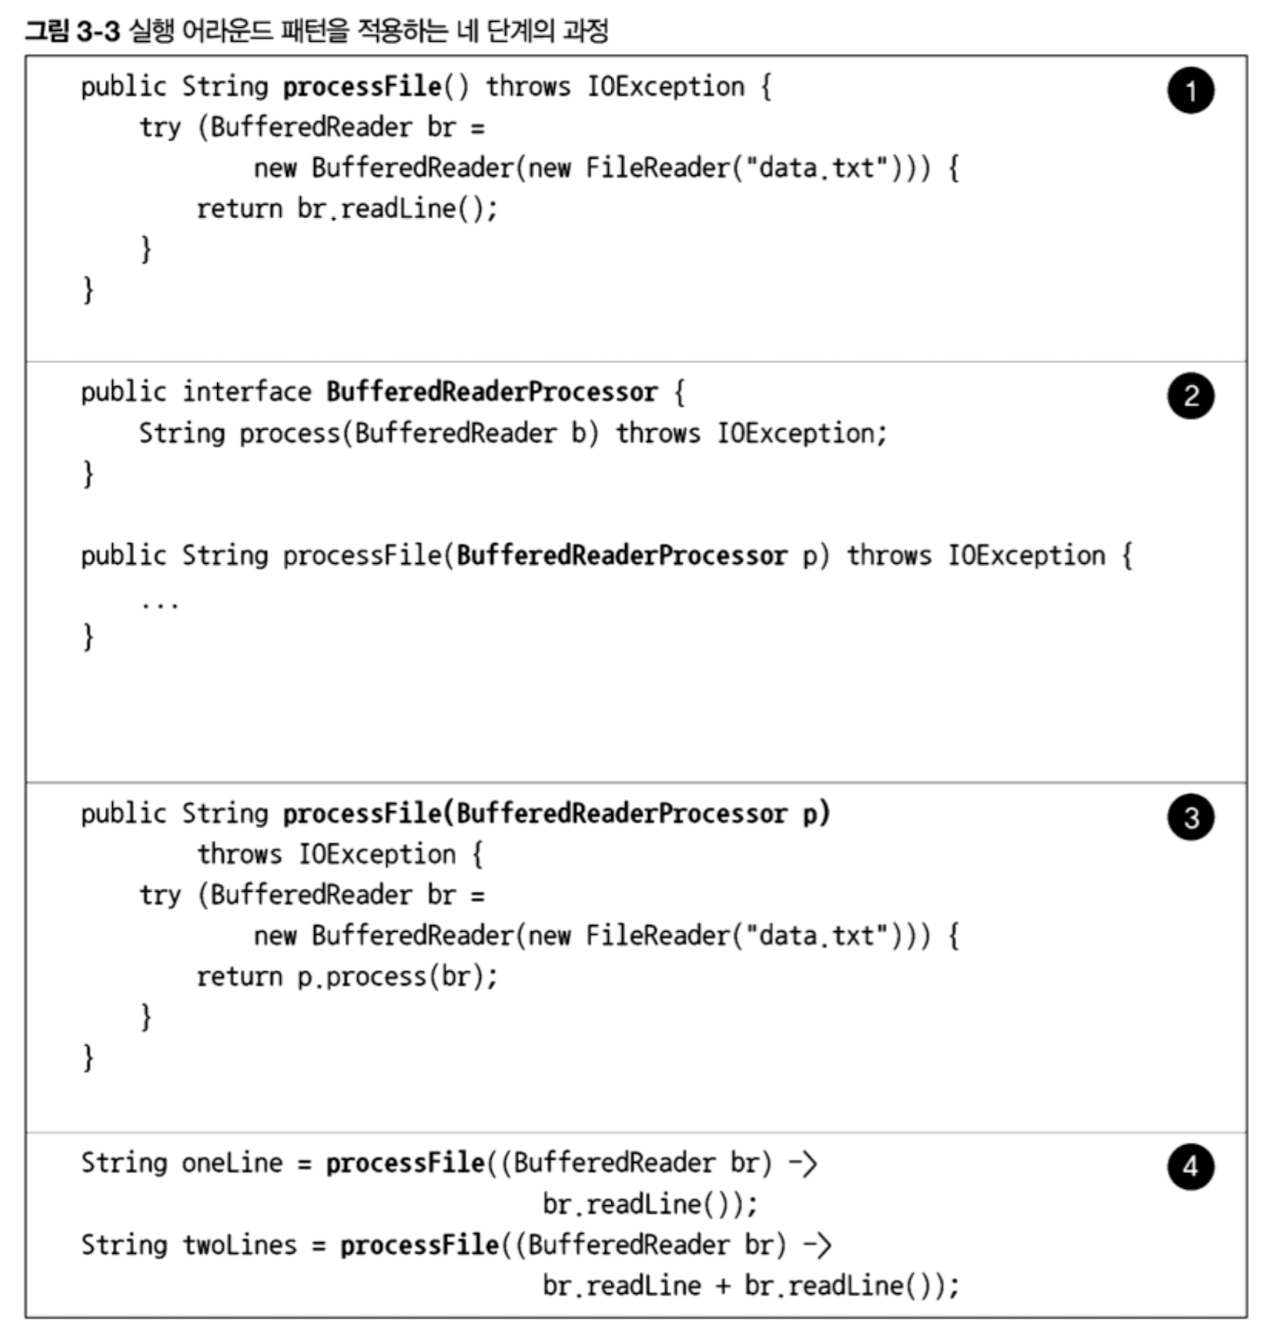 그림 3-3 실행 어라운드 패턴을 적용하는 네 단계의 과정
public String processFile() throws IOException {
1
    try (BufferedReader br =
            new BufferedReader(new FileReader("data.txt"))) {
        return br.readLine();
    }
}
public interface BufferedReaderProcessor {
2
    String process(BufferedReader b) throws IOException;
}
public String processFile(BufferedReaderProcessor p) throws IOException {
    ...
}
public String processFile(BufferedReaderProcessor p)
3
        throws IOException {
    try (BufferedReader br =
            new BufferedReader(new FileReader("data.txt"))) {
        return p.process(br);
    }
}
String oneLine = processFile((BufferedReader br) ->
4
                                br.readLine());
String twoLines = processFile((BufferedReader br) ->
                                br.readLine + br.readLine());